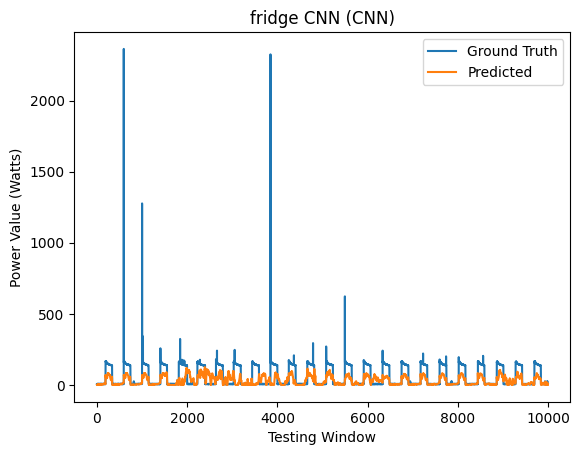 fridge CNN (CNN)
Ground Truth
Predicted
Power Value (Watts)
2000
1500
1000
500
0
0 2000 4000 6000 8000 10000
Testing Window